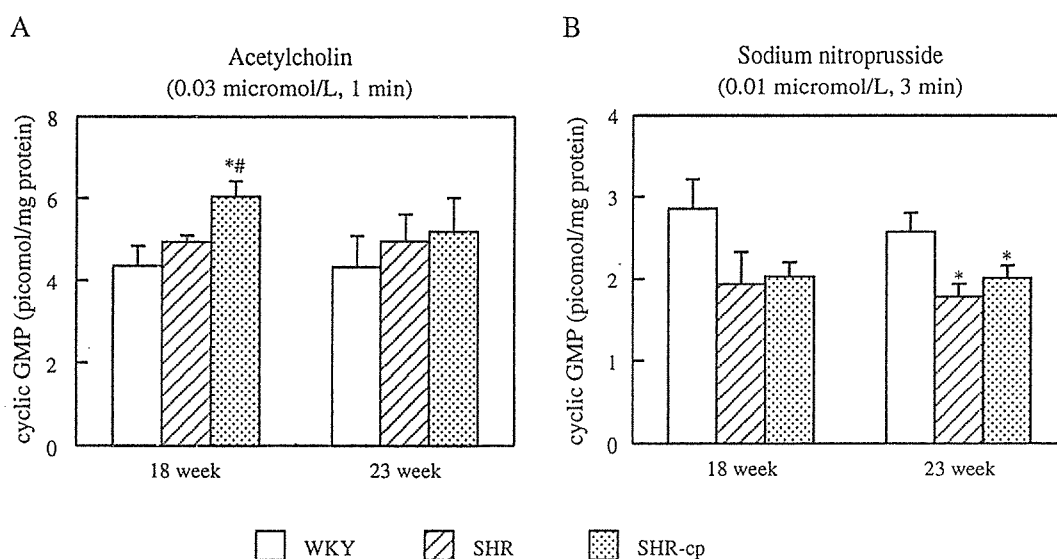 A
Acetylcholin
(0.03 micromol/L, 1 min)
cyclic GMP (picomol/mg protein)
8
6
4
2
0
*#
18 week
23 week
B
Sodium nitroprusside
(0.01 micromol/L, 3 min)
cyclic GMP (picomol/mg protein)
4
3
2
1
0
*
*
18 week
23 week
WKY
SHR
SHR-cp